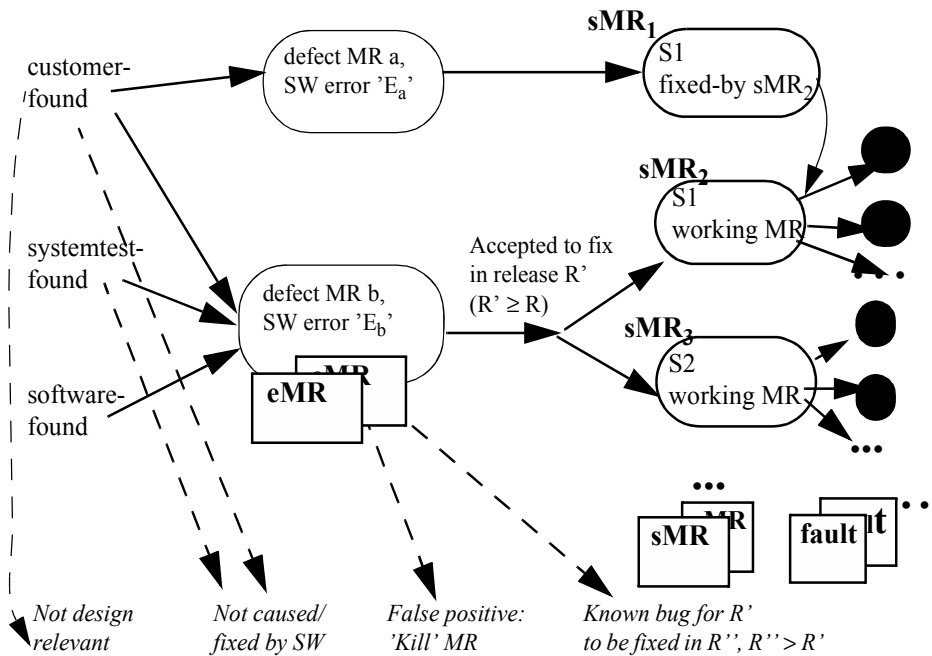 sMR1
customer-
found
defect MR a,
SW error 'Ea'
S1
fixed-by sMR2
sMR2
S1
working MR
systemtest-
found
Accepted to fix
in release R'
(R' ≥ R)
defect MR b,
SW error 'Eb'
sMR3
S2
working MR
software-
found
eMR
...
...
...
sMR
fault
..
Not design
relevant
Not caused/
fixed by SW
False positive:
'Kill' MR
Known bug for R'
to be fixed in R'', R'' > R'